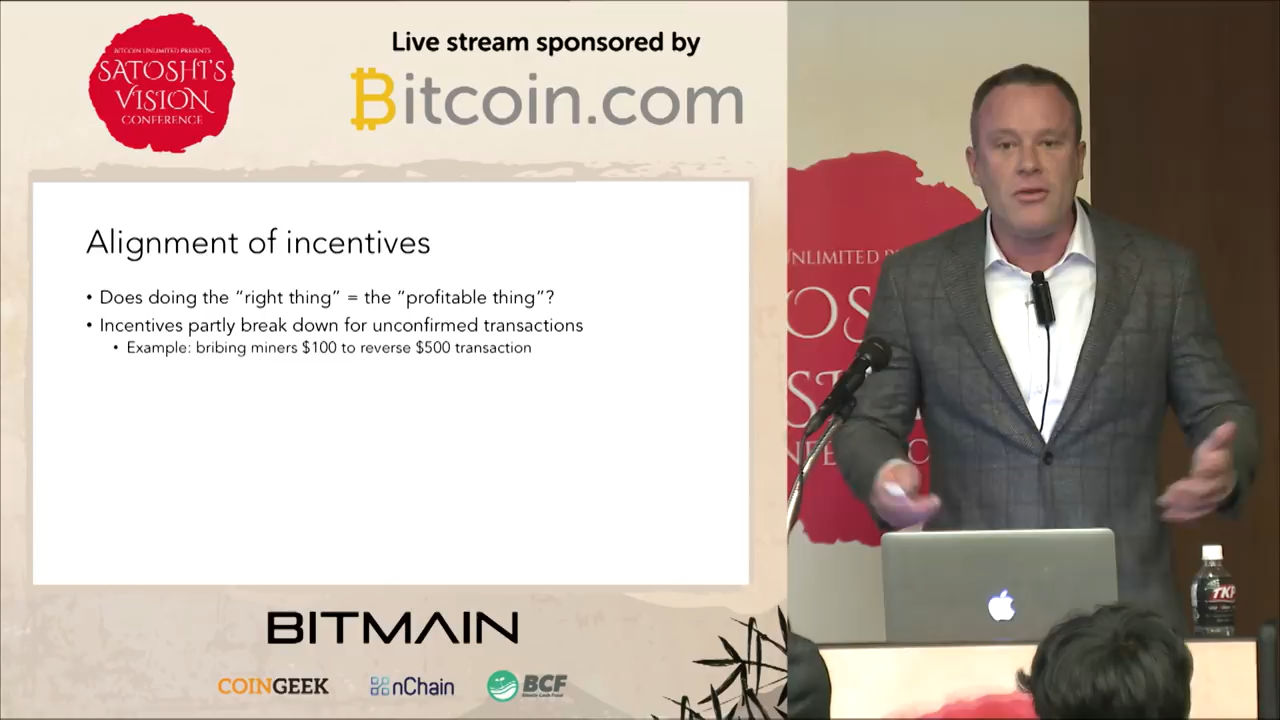 BITCOIN UNLIMITED PRESENTS
SATOSHI'S
VISION
CONFERENCE
Live stream sponsored by
Bitcoin.com
Alignment of incentives
• Does doing the “right thing” = the “profitable thing”?
• Incentives partly break down for unconfirmed transactions
• Example: bribing miners $100 to reverse $500 transaction
BITMAIN
COINGEEK
nChain
BCF